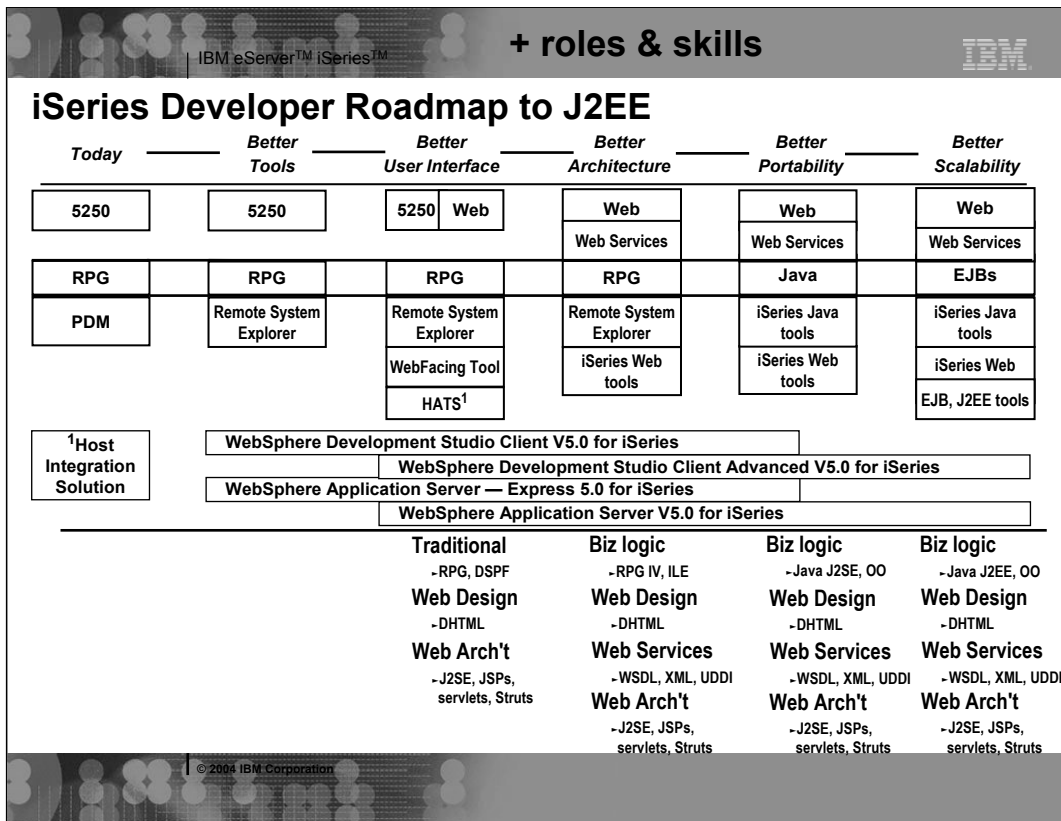 + roles & skills
IBM eServer™ iSeries™
IBM.
iSeries Developer Roadmap to J2EE
Today
Better
Tools
Better
User Interface
Better
Architecture
Better
Portability
Better
Scalability
5250
5250
5250 Web
Web
Web
Web
Web Services
Web Services
Web Services
RPG
RPG
RPG
RPG
Java
EJBs
PDM
Remote System
Explorer
Remote System
Explorer
WebFacing Tool
HATS¹
Remote System
Explorer
iSeries Web
tools
iSeries Java
tools
iSeries Web
tools
iSeries Java
tools
iSeries Web
EJB, J2EE tools
¹Host
Integration
Solution
WebSphere Development Studio Client V5.0 for iSeries
WebSphere Development Studio Client Advanced V5.0 for iSeries
WebSphere Application Server — Express 5.0 for iSeries
WebSphere Application Server V5.0 for iSeries
Traditional
►RPG, DSPF
Web Design
►DHTML
Web Arch't
►J2SE, JSPs,
servlets, Struts
Biz logic
►RPG IV, ILE
Web Design
►DHTML
Web Services
►WSDL, XML, UDDI
Web Arch't
►J2SE, JSPs,
servlets, Struts
Biz logic
►Java J2SE, OO
Web Design
►DHTML
Web Services
►WSDL, XML, UDDI
Web Arch't
►J2SE, JSPs,
servlets, Struts
Biz logic
►Java J2EE, OO
Web Design
►DHTML
Web Services
►WSDL, XML, UDDI
Web Arch't
►J2SE, JSPs,
servlets, Struts
© 2004 IBM Corporation